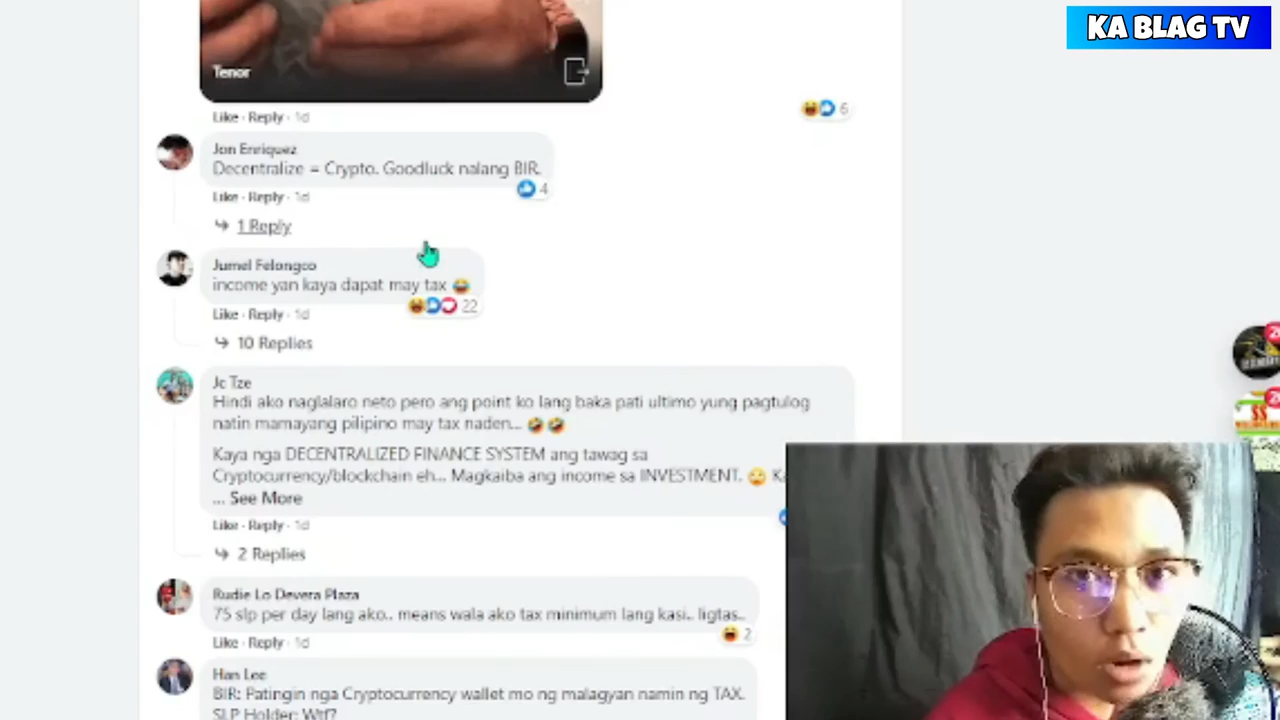 KA BLAG TV
Tenor
Like · Reply · 1d
6
Jon Enriquez
Decentralize = Crypto. Goodluck nalang BIR.
4
Like · Reply · 1d
1 Reply
Jumel Felongco
income yan kaya dapat may tax 😂
22
Like · Reply · 1d
10 Replies
Jc Tze
Hindi ako naglalaro neto pero ang point ko lang baka pati ultimo yung pagtulog
natin mamayang pilipino may tax naden... 🤣🤣
Kaya nga DECENTRALIZED FINANCE SYSTEM ang tawag sa
Cryptocurrency/blockchain eh... Magkaiba ang income sa INVESTMENT. 🙄
... See More
Like · Reply · 1d
2 Replies
Rudie Lo Devera Plaza
75 slp per day lang ako.. means wala ako tax minimum lang kasi.. ligtas..
2
Like · Reply · 1d
Han Lee
BIR: Patingin nga Cryptocurrency wallet mo ng malagyan namin ng TAX.
SLP Holder: Wtf?